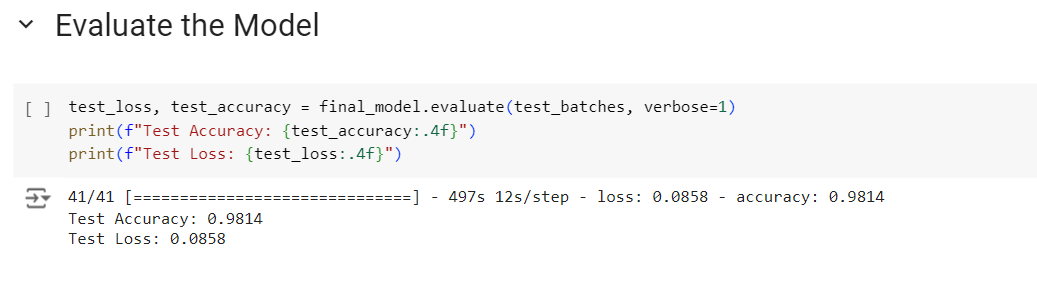 Evaluate the Model
[ ] test_loss, test_accuracy = final_model.evaluate(test_batches, verbose=1)
print(f"Test Accuracy: {test_accuracy:.4f}")
print(f"Test Loss: {test_loss:.4f}")
41/41 [==============================] - 497s 12s/step - loss: 0.0858 - accuracy: 0.9814
Test Accuracy: 0.9814
Test Loss: 0.0858